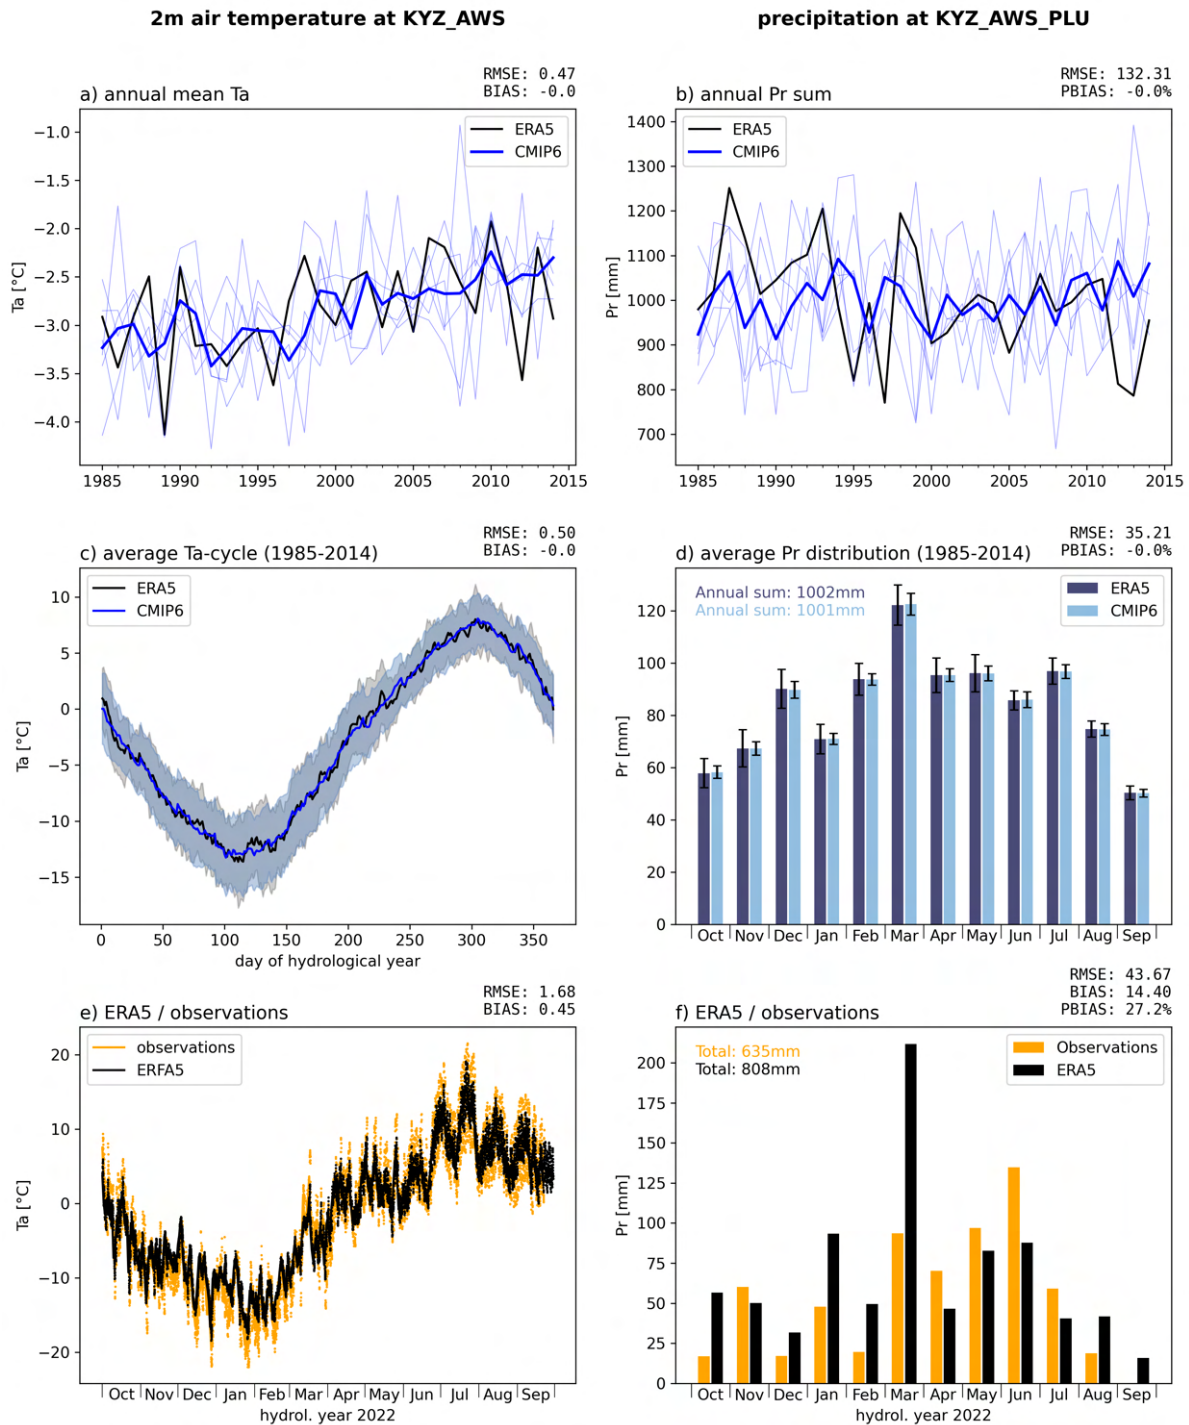 2m air temperature at KYZ_AWS
precipitation at KYZ_AWS_PLU
RMSE: 0.47
BIAS: -0.0
a) annual mean Ta
ERA5
CMIP6
Ta [°C]
−1.0
−1.5
−2.0
−2.5
−3.0
−3.5
−4.0
1985 1990 1995 2000 2005 2010 2015
RMSE: 132.31
PBIAS: -0.0%
b) annual Pr sum
ERA5
CMIP6
Pr [mm]
1400
1300
1200
1100
1000
900
800
700
1985 1990 1995 2000 2005 2010 2015
RMSE: 0.50
BIAS: -0.0
c) average Ta-cycle (1985-2014)
ERA5
CMIP6
Ta [°C]
10
5
0
−5
−10
−15
0 50 100 150 200 250 300 350
day of hydrological year
RMSE: 35.21
PBIAS: -0.0%
d) average Pr distribution (1985-2014)
Annual sum: 1002mm
Annual sum: 1001mm
ERA5
CMIP6
Pr [mm]
120
100
80
60
40
20
0
Oct Nov Dec Jan Feb Mar Apr May Jun Jul Aug Sep
RMSE: 1.68
BIAS: 0.45
e) ERA5 / observations
observations
ERFA5
Ta [°C]
20
10
0
−10
−20
Oct Nov Dec Jan Feb Mar Apr May Jun Jul Aug Sep
hydrol. year 2022
RMSE: 43.67
BIAS: 14.40
PBIAS: 27.2%
f) ERA5 / observations
Total: 635mm
Total: 808mm
Observations
ERA5
Pr [mm]
200
175
150
125
100
75
50
25
0
Oct Nov Dec Jan Feb Mar Apr May Jun Jul Aug Sep
hydrol. year 2022